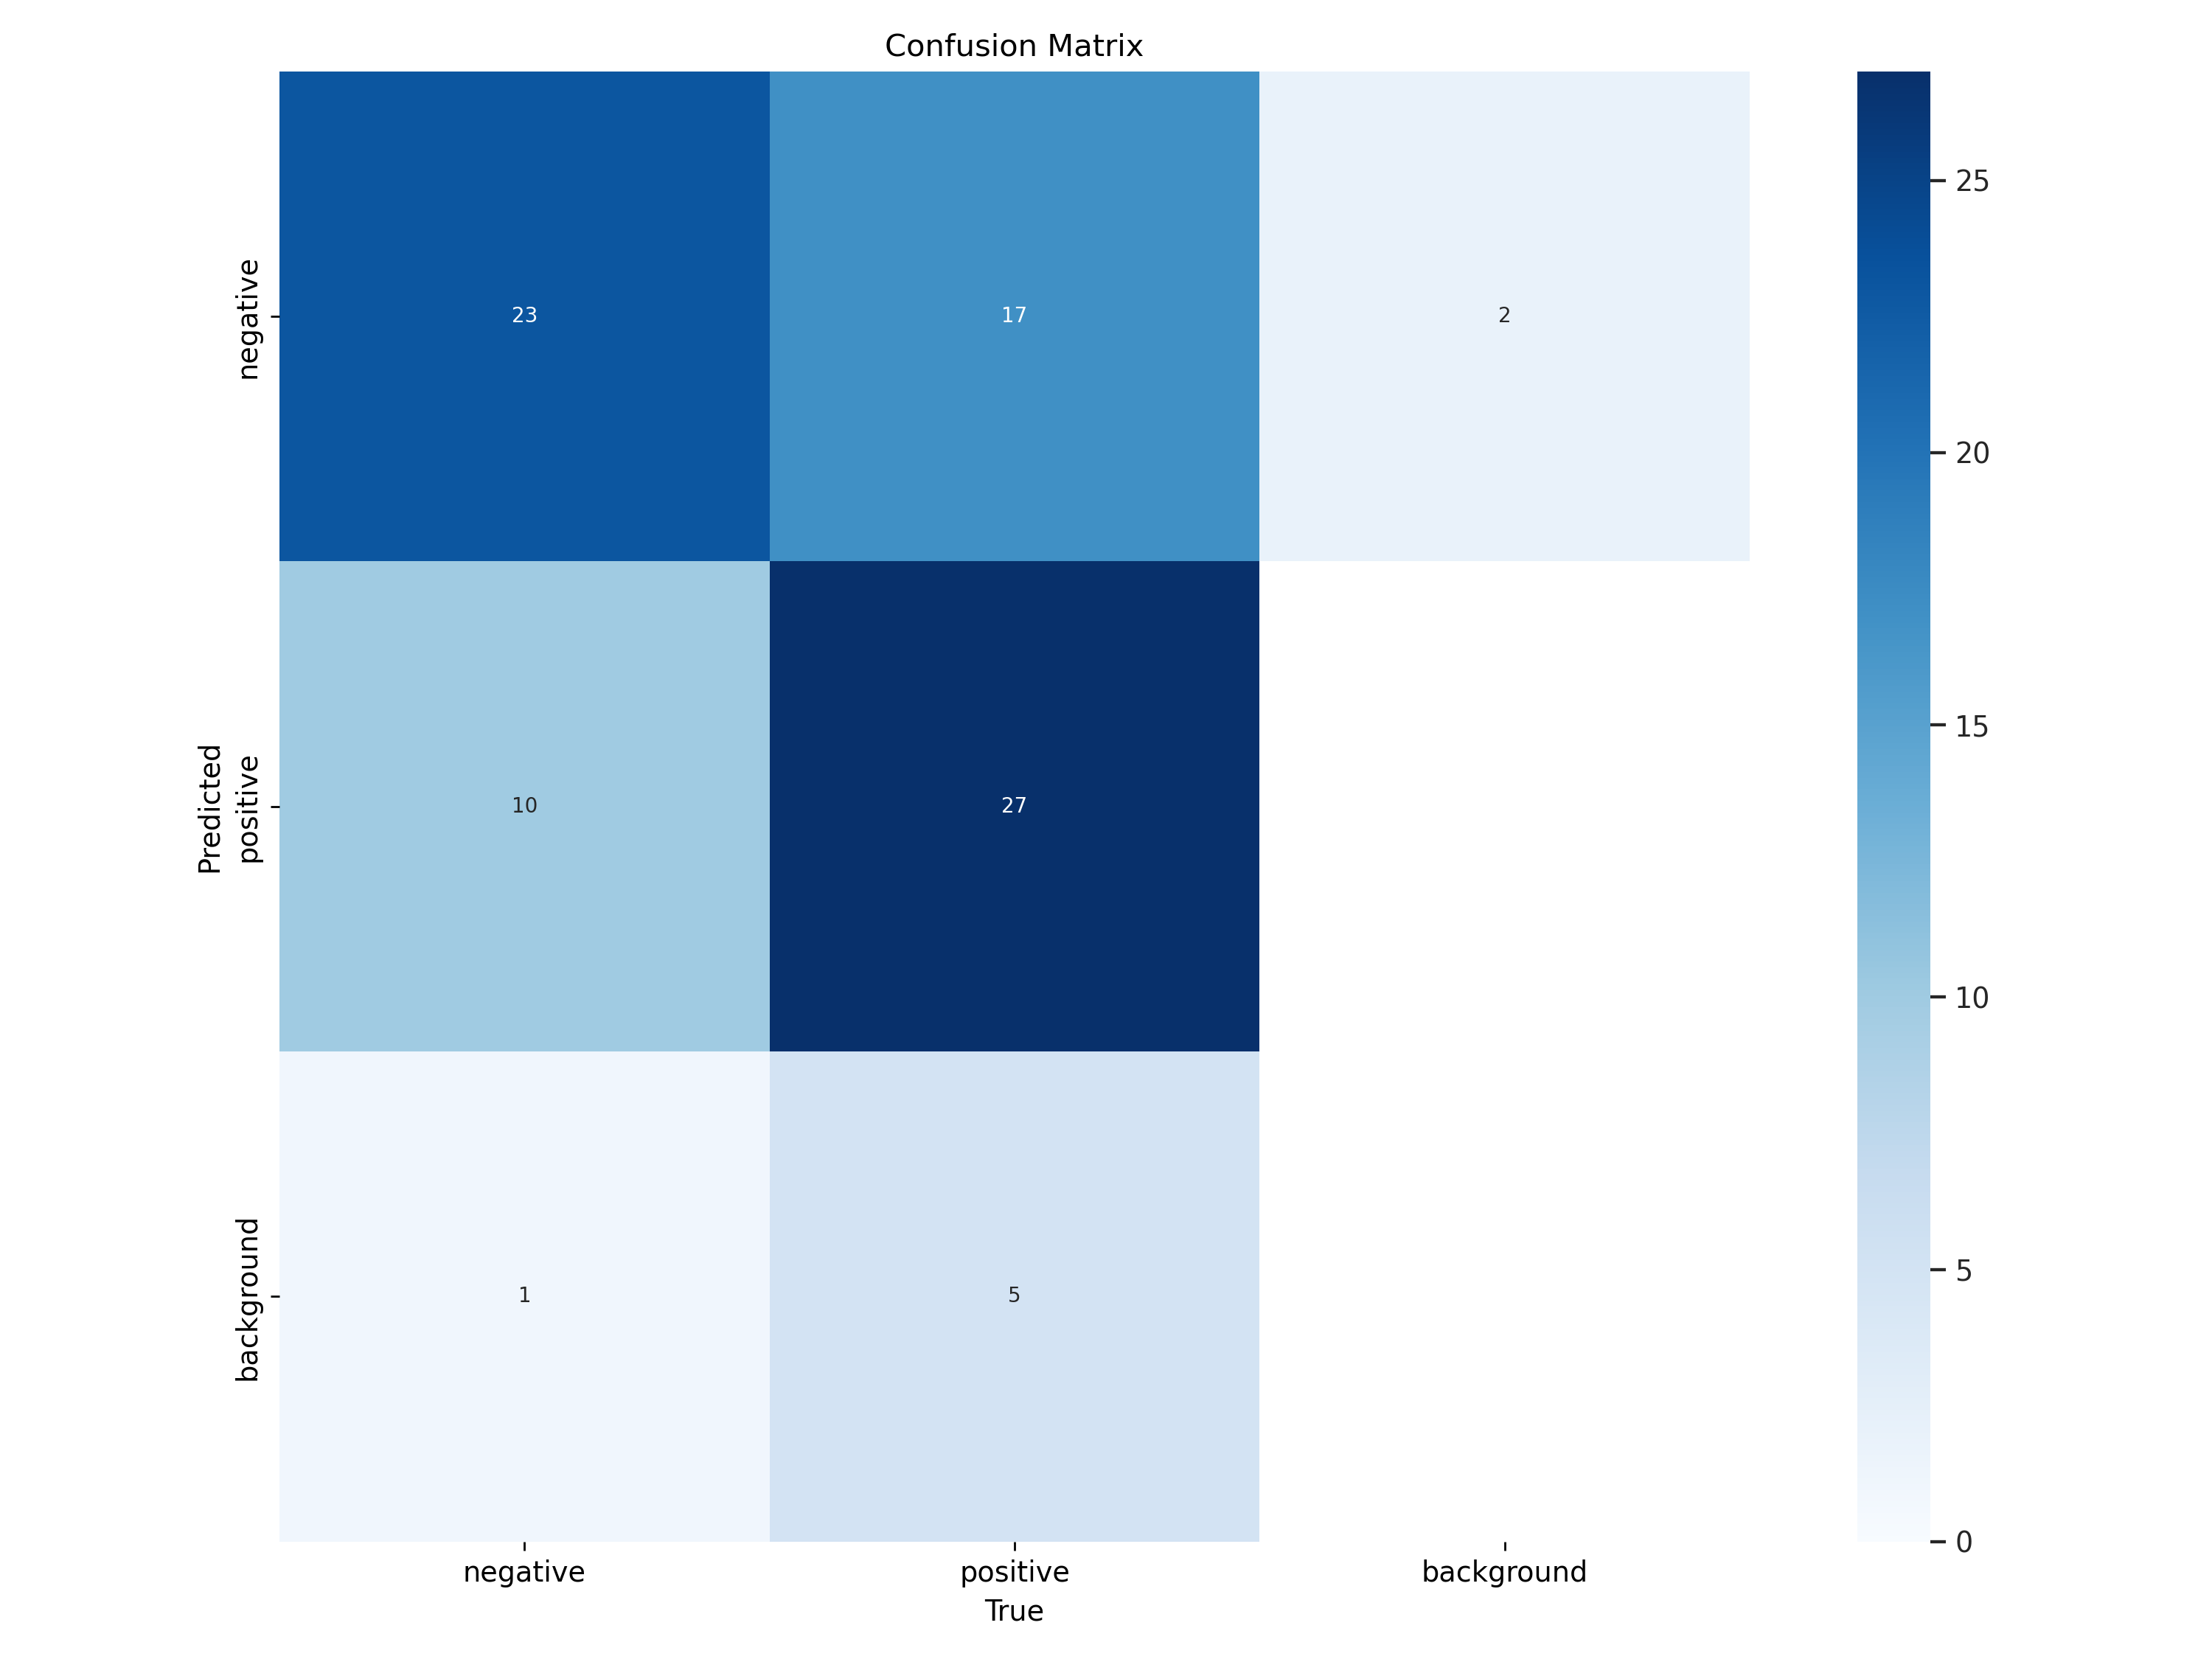 Confusion Matrix
negative
23
17
2
25
20
15
10
5
0
Predicted
positive
10
27
background
1
5
negative
positive
background
True